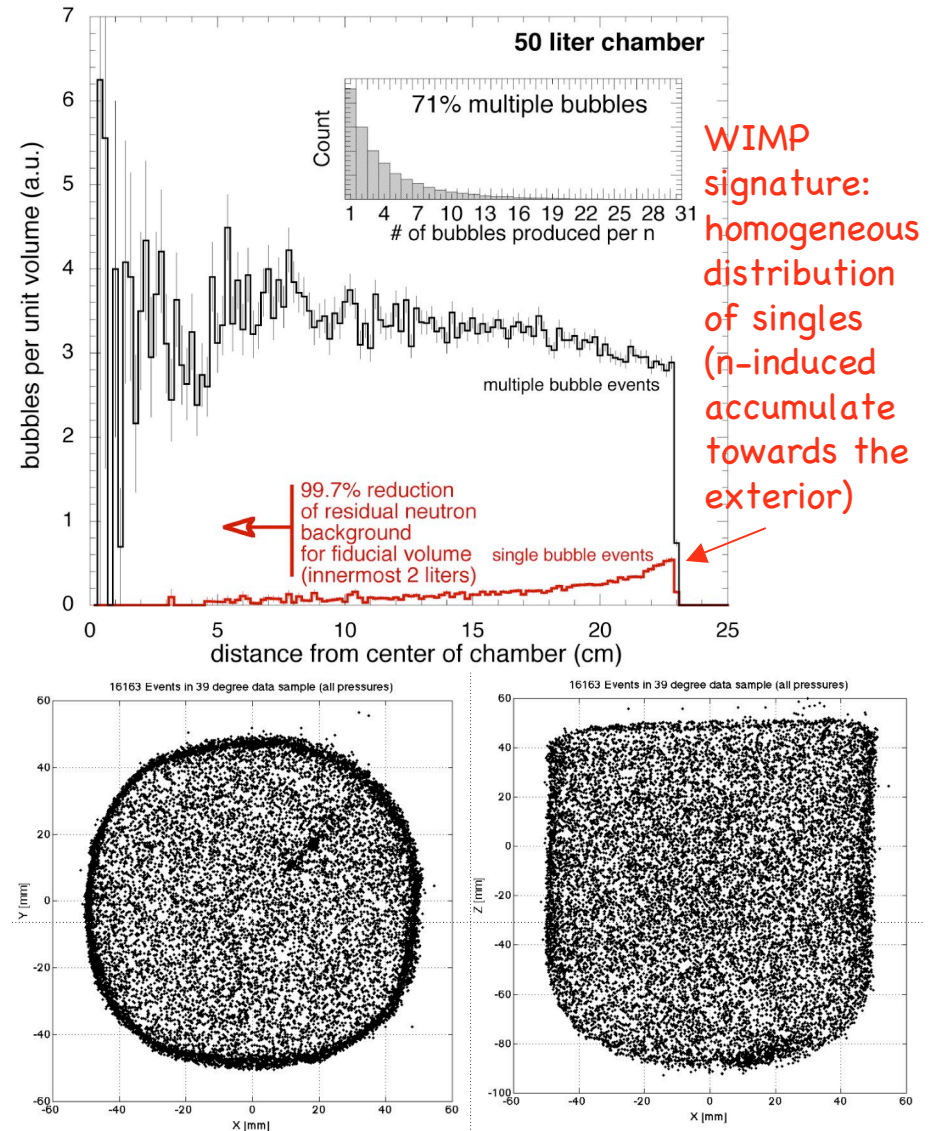 7
50 liter chamber
6
71% multiple bubbles
Count
1 4 7 10 13 16 19 22 25 28 31
# of bubbles produced per n
WIMP
signature:
homogeneous
distribution
of singles
(n-induced
accumulate
towards the
exterior)
5
bubbles per unit volume (a.u.)
4
3
multiple bubble events
2
99.7% reduction
of residual neutron
background
for fiducial volume
(innermost 2 liters)
1
single bubble events
0
0 5 10 15 20 25
distance from center of chamber (cm)
16163 Events in 39 degree data sample (all pressures)
60
40
20
0
-20
-40
-60
Y [mm]
-60 -40 -20 0 20 40 60
X [mm]
16163 Events in 39 degree data sample (all pressures)
60
40
20
0
-20
-40
-60
-80
-100
Z [mm]
-60 -40 -20 0 20 40 60
X [mm]